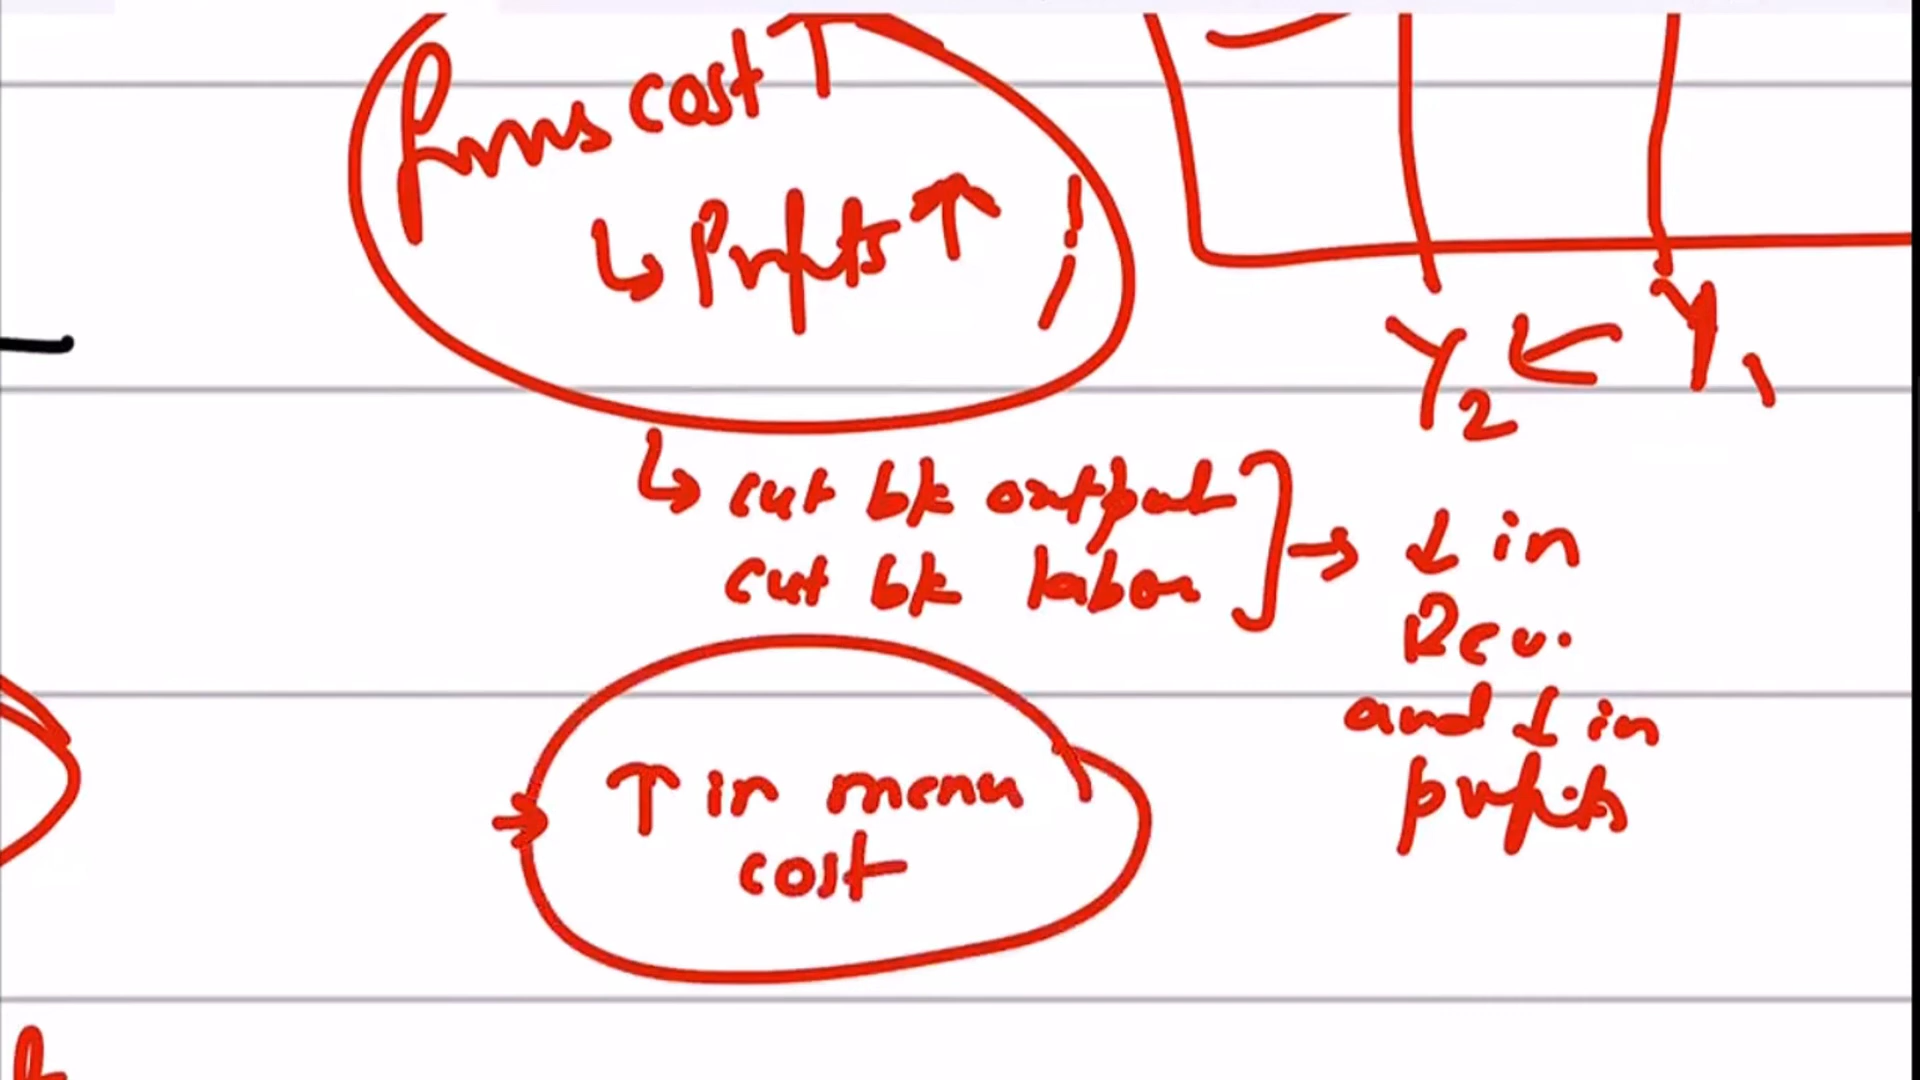 firms cost ↑
↳ Profits ↑
Y2 ← Y1
↳ cut bk output
cut bk labor
→ ↓ in
Rev.
and ↓ in
profits
→ ↑ in menu
cost